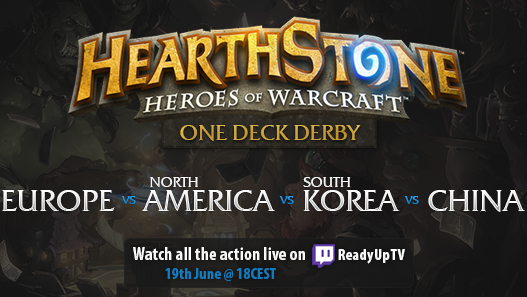 HEARTHSTONE
HEROES OF WARCRAFT™
ONE DECK DERBY
EUROPE vs NORTH AMERICA vs SOUTH KOREA vs CHINA
Watch all the action live on ReadyUpTV
19th June @ 18CEST